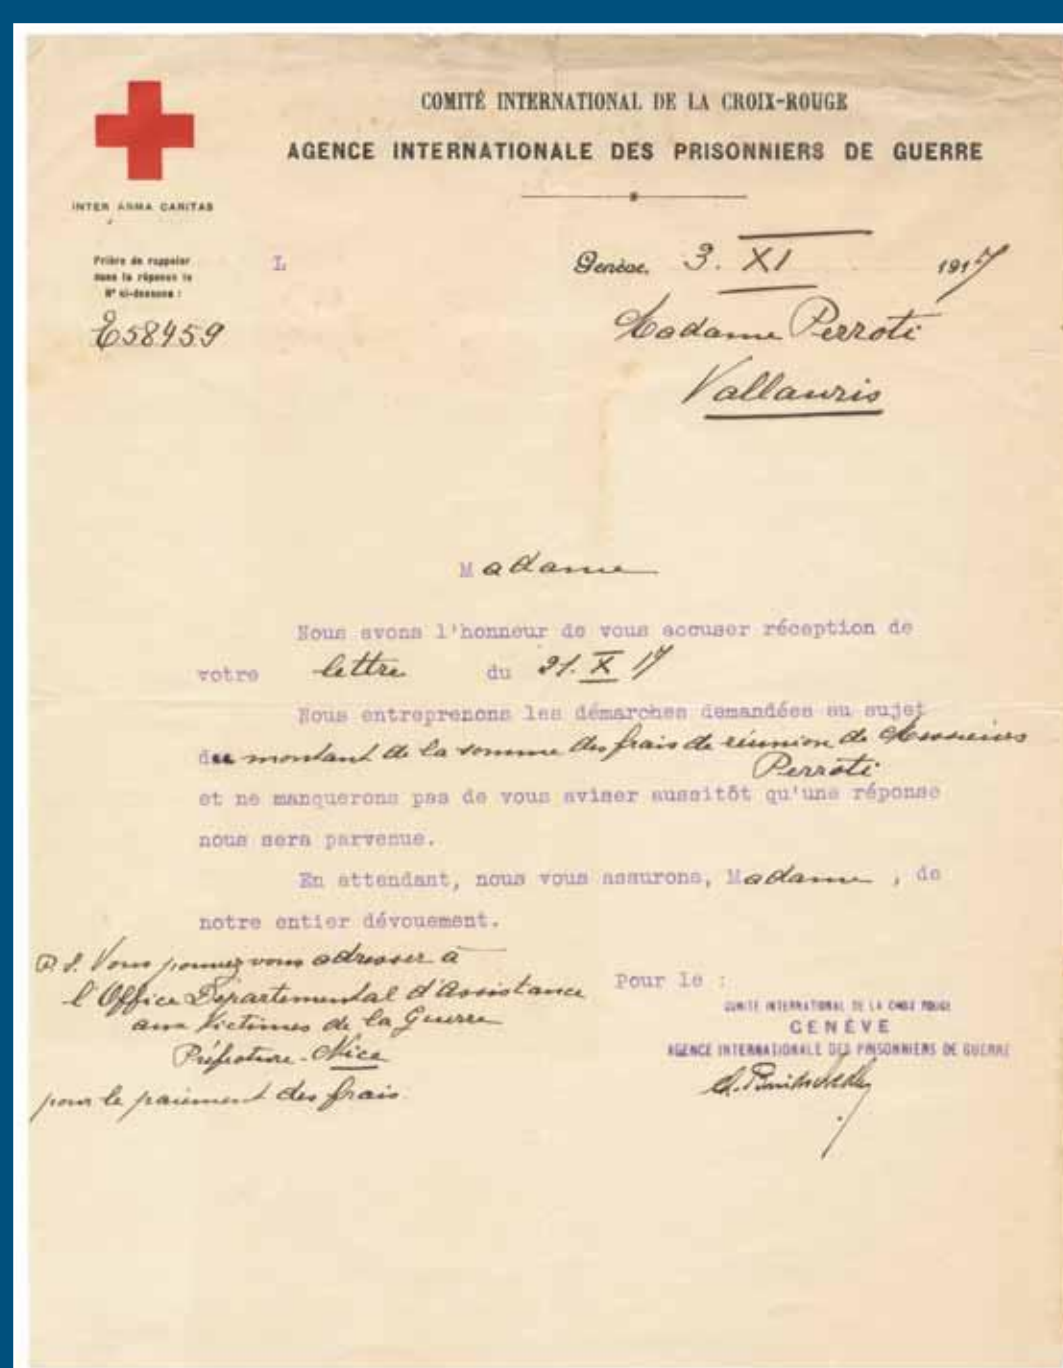 COMITÉ INTERNATIONAL DE LA CROIX-ROUGE
AGENCE INTERNATIONALE DES PRISONNIERS DE GUERRE
INTER ARMA CARITAS
Prière de rappeler
dans la réponse le
N° ci-dessous :
E58459
L
Genève, 3. XI 1917
Madame Perroti
Vallauris
Madame
Nous avons l'honneur de vous accuser réception de
votre lettre du 21. X 17
Nous entreprenons les démarches demandées au sujet
du montant de la somme des frais de réunion de Messieurs
Perroti
et ne manquerons pas de vous aviser aussitôt qu'une réponse
nous sera parvenue.
En attendant, nous vous assurons, Madame, de
notre entier dévouement.
P. S. Vous pouvez vous adresser à
l'Office Départemental d'Assistance
aux Victimes de la Guerre
Préfecture - Nice
pour le paiement des frais.
Pour le :
COMITÉ INTERNATIONAL DE LA CROIX ROUGE
GENÈVE
AGENCE INTERNATIONALE DES PRISONNIERS DE GUERRE